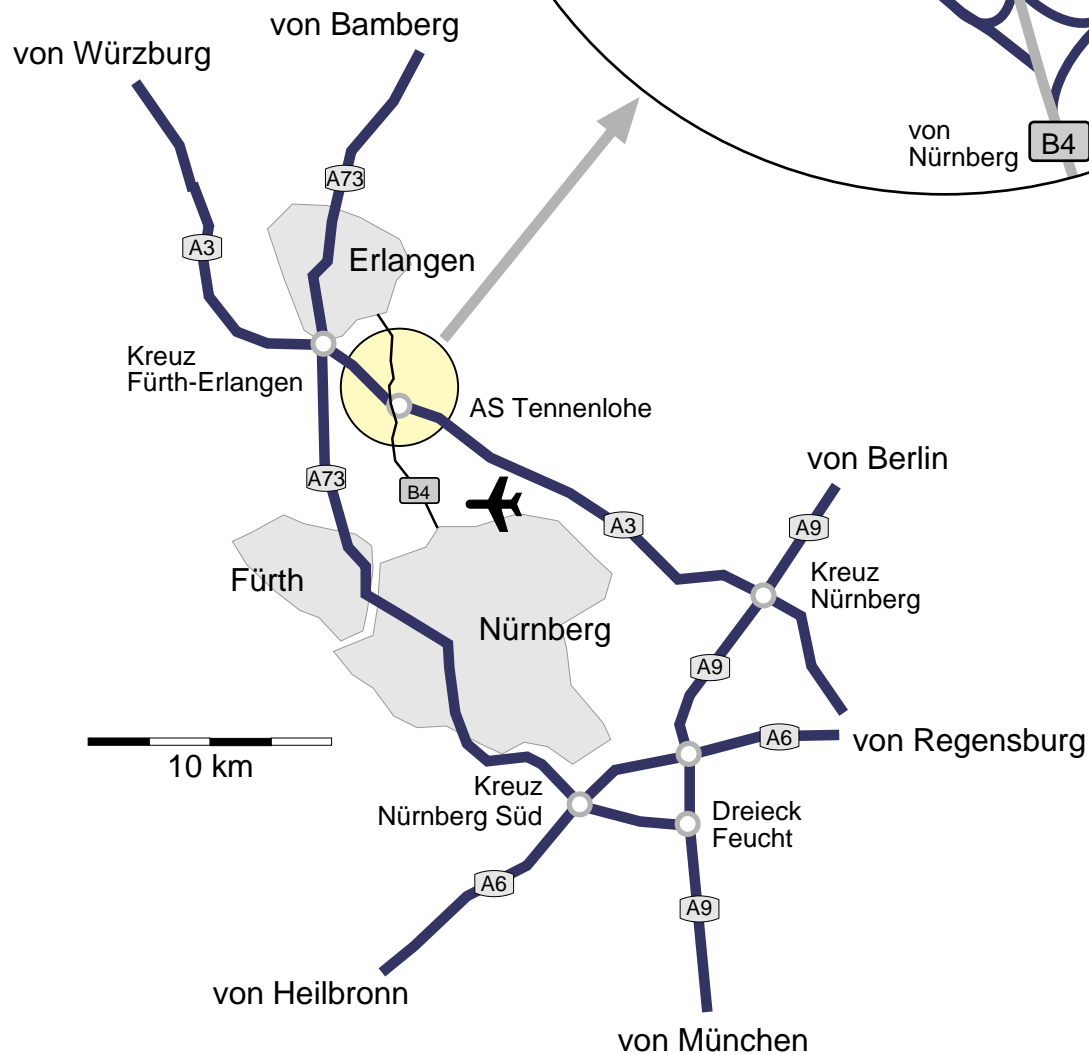 von Bamberg
von Würzburg
von
Nürnberg
B4
A73
A3
Erlangen
Kreuz
Fürth-Erlangen
AS Tennenlohe
von Berlin
A73
B4
A3
A9
Kreuz
Nürnberg
Fürth
Nürnberg
A9
A6
von Regensburg
10 km
Kreuz
Nürnberg Süd
Dreieck
Feucht
A6
A9
von Heilbronn
von München